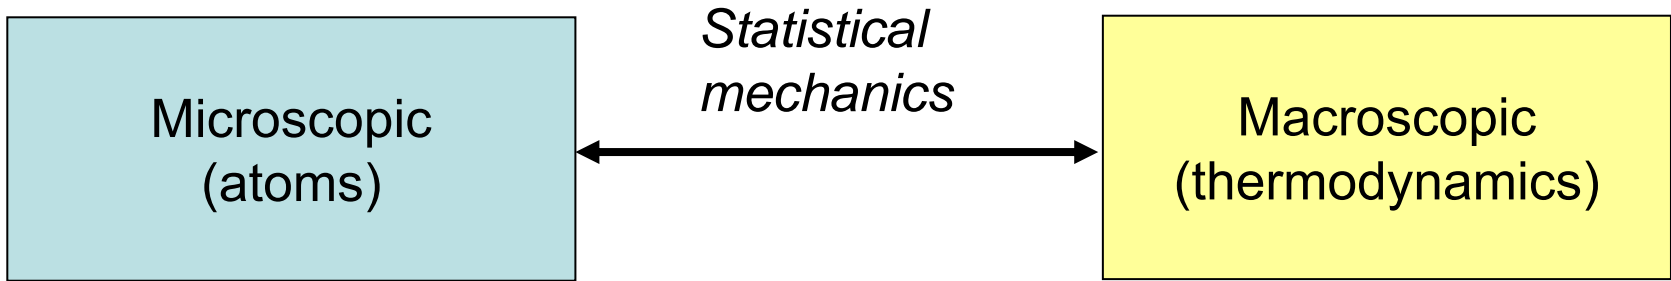 Microscopic
(atoms)
Statistical
mechanics
Macroscopic
(thermodynamics)